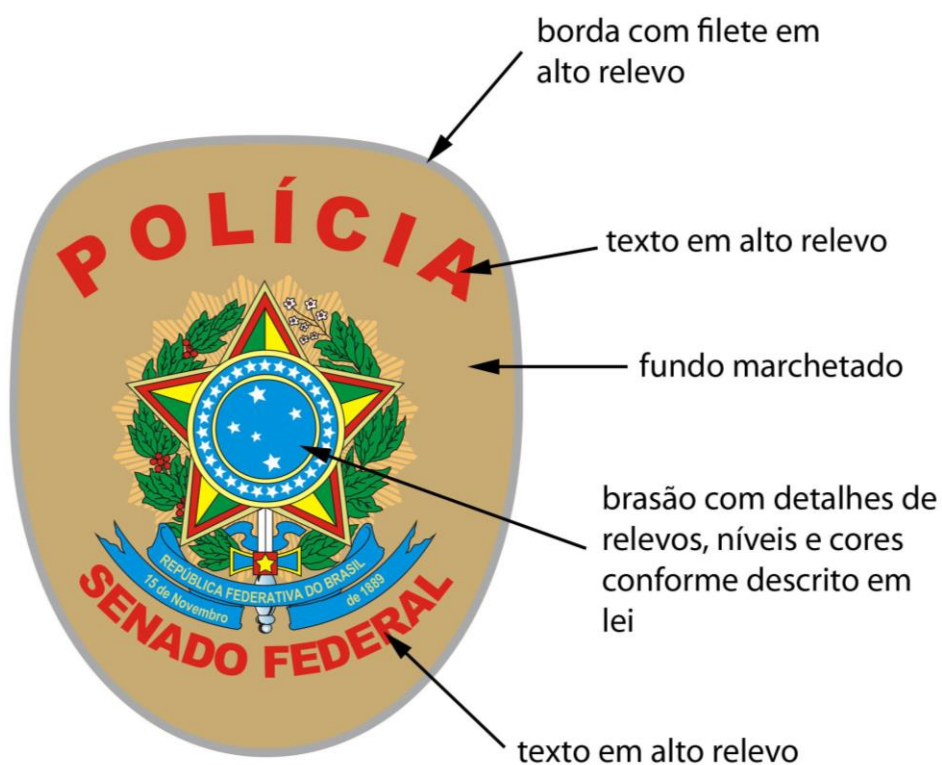 borda com filete em
alto relevo
POLÍCIA
texto em alto relevo
fundo marchetado
brasão com detalhes de
relevos, níveis e cores
conforme descrito em
lei
REPÚBLICA FEDERATIVA DO BRASIL
15 de Novembro
de 1889
SENADO FEDERAL
texto em alto relevo